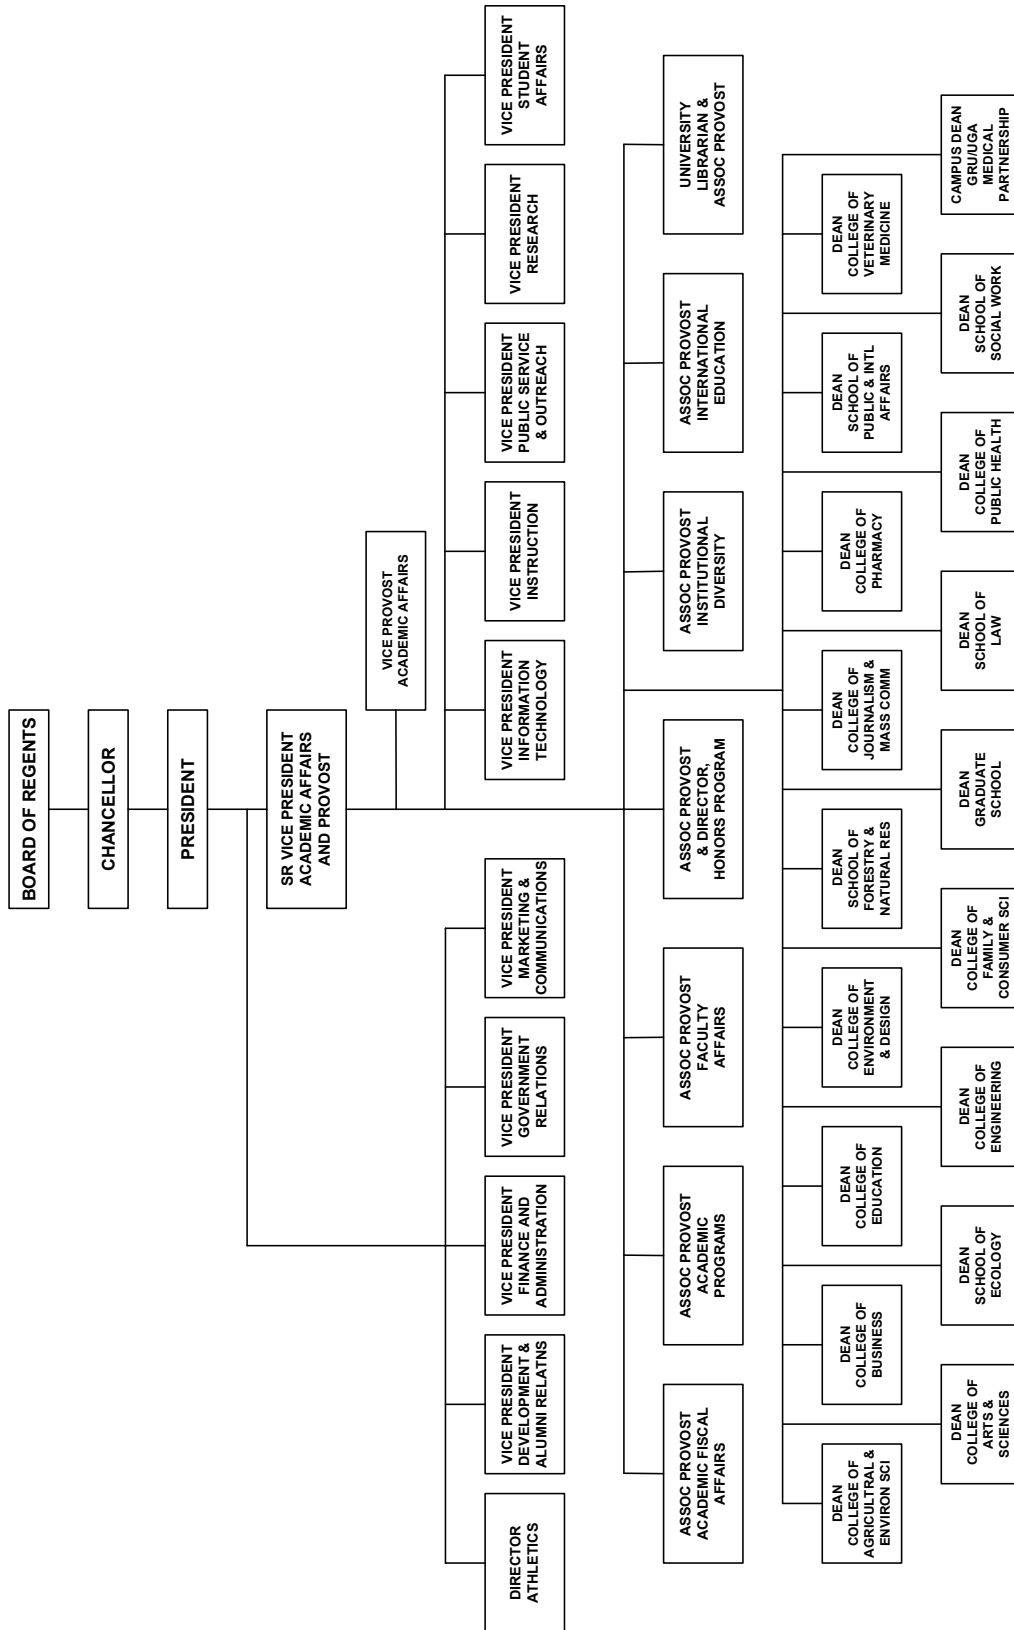 BOARD OF REGENTS
CHANCELLOR
PRESIDENT
SR VICE PRESIDENT
ACADEMIC AFFAIRS
AND PROVOST
VICE PROVOST
ACADEMIC AFFAIRS
DIRECTOR
ATHLETICS
VICE PRESIDENT
DEVELOPMENT &
ALUMNI RELATNS
VICE PRESIDENT
FINANCE AND
ADMINISTRATION
VICE PRESIDENT
GOVERNMENT
RELATIONS
VICE PRESIDENT
MARKETING &
COMMUNICATIONS
VICE PRESIDENT
INFORMATION
TECHNOLOGY
VICE PRESIDENT
INSTRUCTION
VICE PRESIDENT
PUBLIC SERVICE
& OUTREACH
VICE PRESIDENT
RESEARCH
VICE PRESIDENT
STUDENT
AFFAIRS
ASSOC PROVOST
ACADEMIC FISCAL
AFFAIRS
ASSOC PROVOST
ACADEMIC
PROGRAMS
ASSOC PROVOST
FACULTY
AFFAIRS
ASSOC PROVOST
& DIRECTOR,
HONORS PROGRAM
ASSOC PROVOST
INSTITUTIONAL
DIVERSITY
ASSOC PROVOST
INTERNATIONAL
EDUCATION
UNIVERSITY
LIBRARIAN &
ASSOC PROVOST
DEAN
COLLEGE OF
AGRICULTRAL &
ENVIRON SCI
DEAN
COLLEGE OF
BUSINESS
DEAN
COLLEGE OF
EDUCATION
DEAN
COLLEGE OF
ENVIRONMENT
& DESIGN
DEAN
SCHOOL OF
FORESTRY &
NATURAL RES
DEAN
COLLEGE OF
JOURNALISM &
MASS COMM
DEAN
COLLEGE OF
PHARMACY
DEAN
SCHOOL OF
PUBLIC & INTL
AFFAIRS
DEAN
COLLEGE OF
VETERINARY
MEDICINE
DEAN
COLLEGE OF
ARTS &
SCIENCES
DEAN
SCHOOL OF
ECOLOGY
DEAN
COLLEGE OF
ENGINEERING
DEAN
COLLEGE OF
FAMILY &
CONSUMER SCI
DEAN
GRADUATE
SCHOOL
DEAN
SCHOOL OF
LAW
DEAN
COLLEGE OF
PUBLIC HEALTH
DEAN
SCHOOL OF
SOCIAL WORK
CAMPUS DEAN
GRU/UGA
MEDICAL
PARTNERSHIP